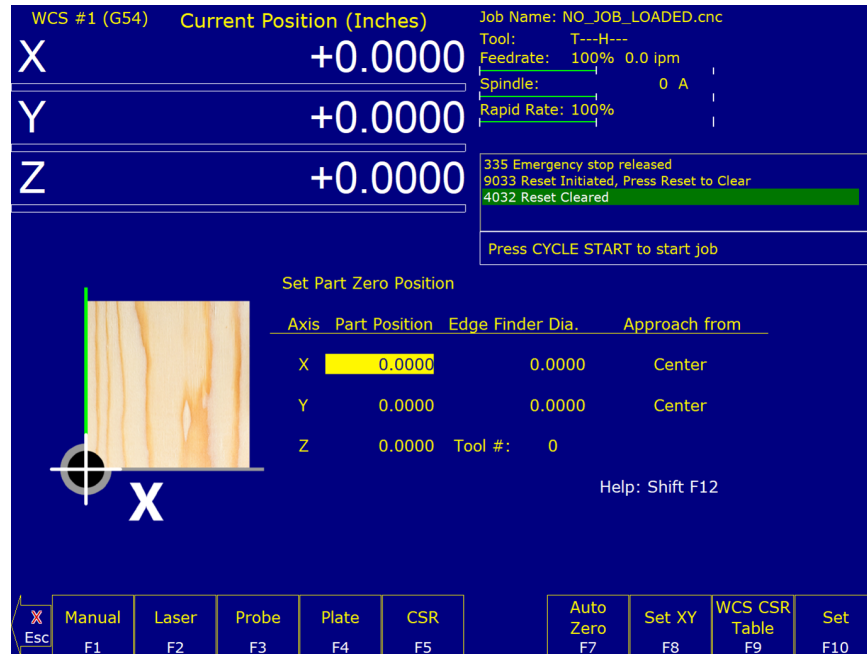 WCS #1 (G54) Current Position (Inches)
X +0.0000
Y +0.0000
Z +0.0000
Job Name: NO_JOB_LOADED.cnc
Tool: T---H---
Feedrate: 100% 0.0 ipm
Spindle: 0 A
Rapid Rate: 100%
335 Emergency stop released
9033 Reset Initiated, Press Reset to Clear
4032 Reset Cleared
Press CYCLE START to start job
Set Part Zero Position
Axis Part Position Edge Finder Dia. Approach from
X 0.0000 0.0000 Center
Y 0.0000 0.0000 Center
Z 0.0000 Tool #: 0
X
Help: Shift F12
X Esc
Manual F1
Laser F2
Probe F3
Plate F4
CSR F5
Auto Zero F7
Set XY F8
WCS CSR Table F9
Set F10